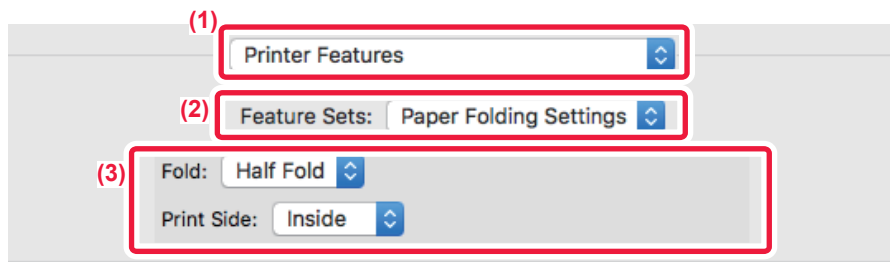 (1)
Printer Features
(2) Feature Sets: Paper Folding Settings
(3) Fold: Half Fold
Print Side: Inside